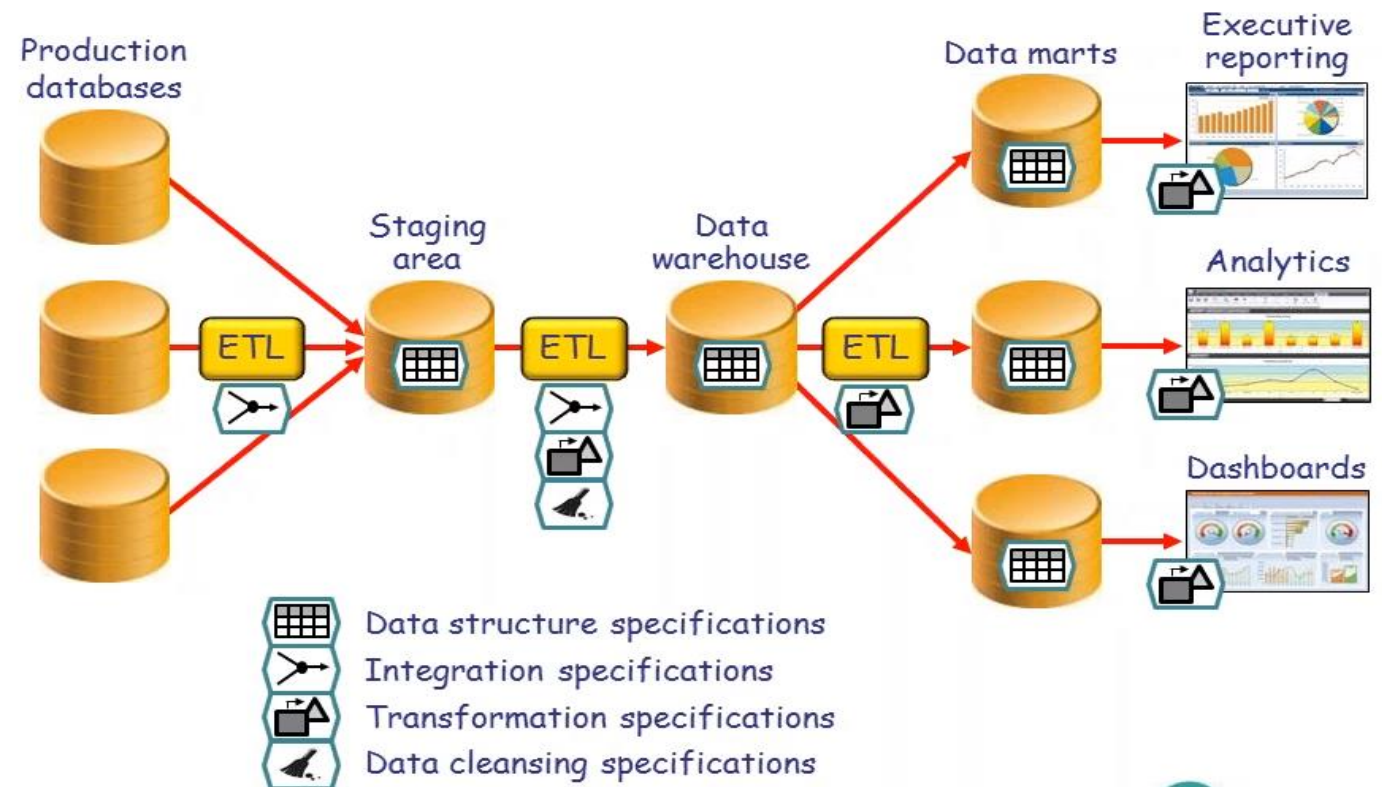 Production
databases
Staging
area
Data
warehouse
Data marts
Executive
reporting
Analytics
Dashboards
ETL
ETL
ETL
Data structure specifications
Integration specifications
Transformation specifications
Data cleansing specifications